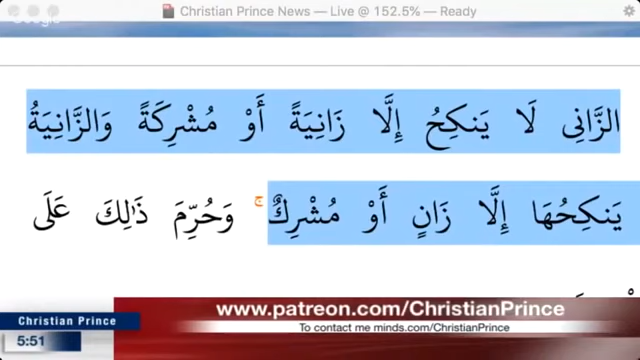 Christian Prince News — Live @ 152.5% — Ready
Google
الزَّانِى لَا يَنكِحُ إِلَّا زَانِيَةً أَوْ مُشْرِكَةً وَالزَّانِيَةُ
يَنكِحُهَا إِلَّا زَانٍ أَوْ مُشْرِكٌ ۚ وَحُرِّمَ ذَٰلِكَ عَلَى
www.patreon.com/ChristianPrince
To contact me minds.com/ChristianPrince
Christian Prince
5:51